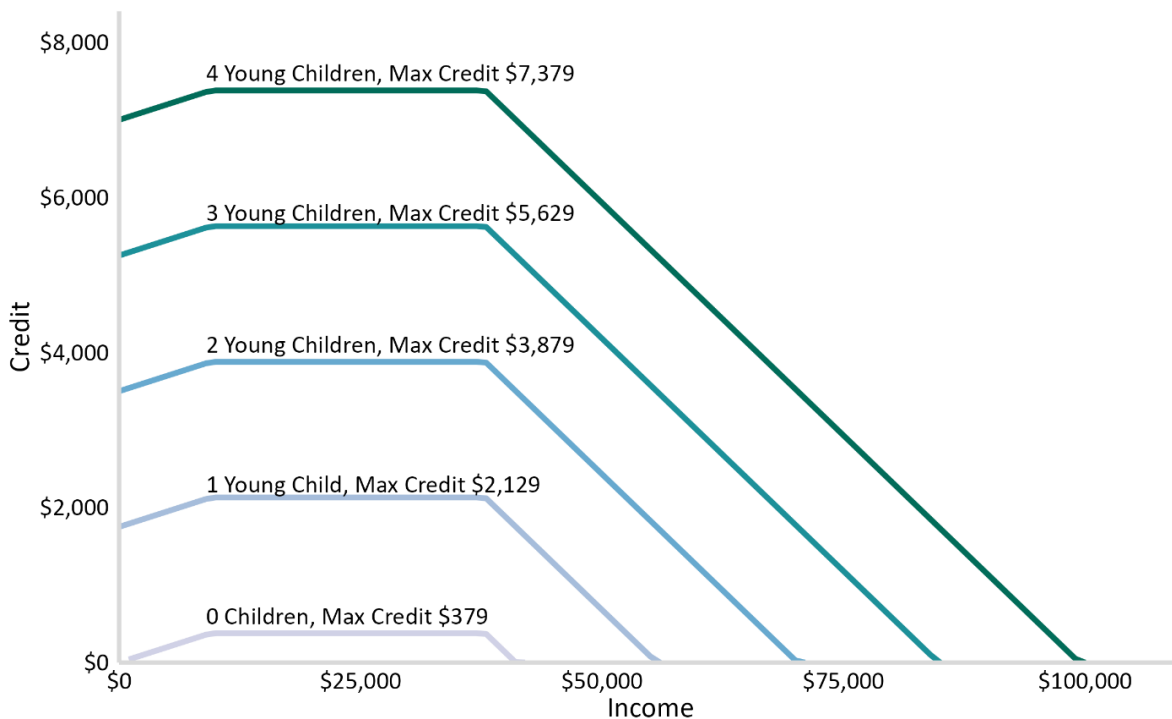 $8,000
4 Young Children, Max Credit $7,379
$6,000
3 Young Children, Max Credit $5,629
Credit
2 Young Children, Max Credit $3,879
$4,000
1 Young Child, Max Credit $2,129
$2,000
0 Children, Max Credit $379
$0
$0 $25,000 $50,000 $75,000 $100,000
Income